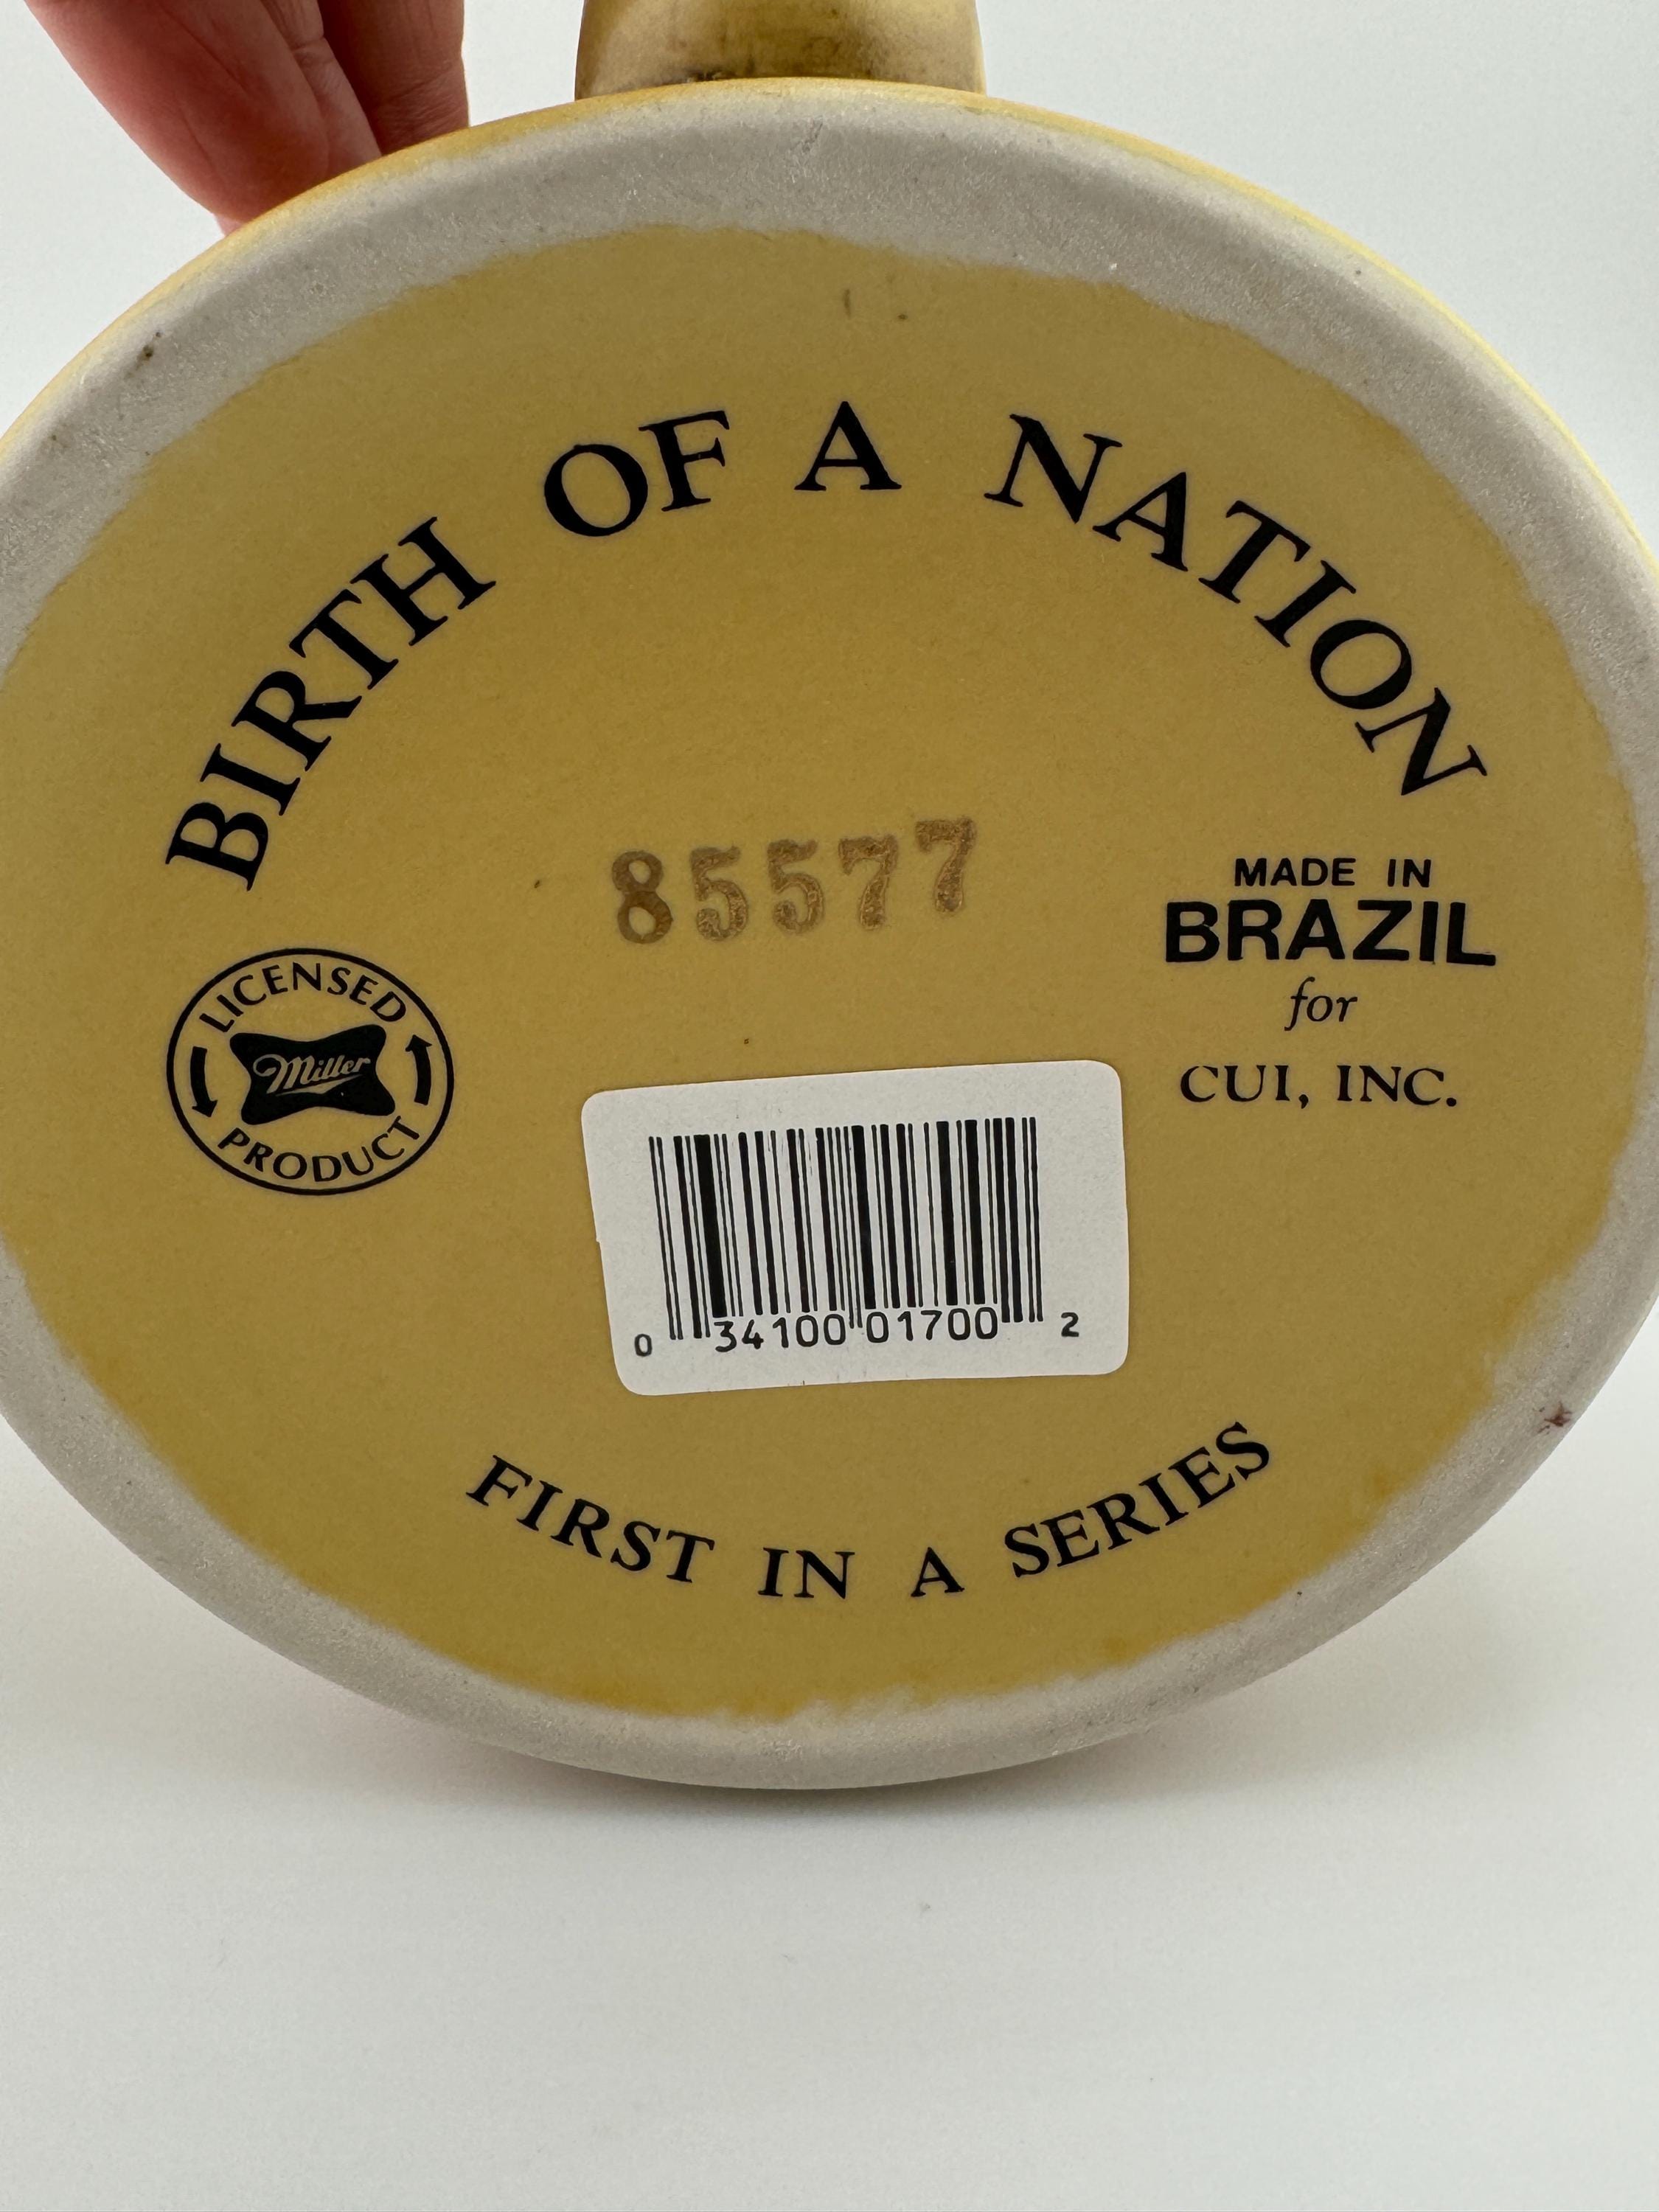 BIRTH OF A NATION
85577
MADE IN
BRAZIL
for
CUI, INC.
LICENSED
Miller
PRODUCT
0 34100 01700 2
FIRST IN A SERIES